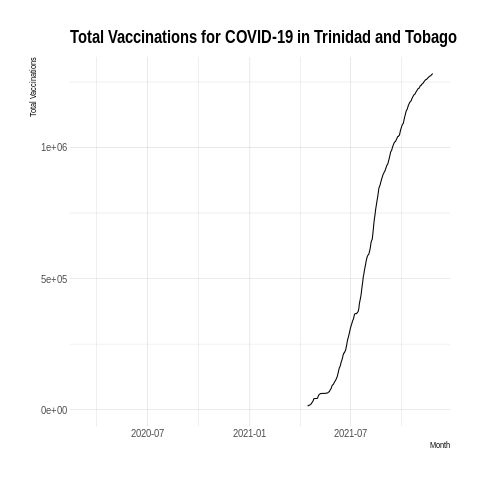 Total Vaccinations for COVID-19 in Trinidad and Tobago
Total Vaccinations
1e+06
5e+05
0e+00
2020-07
2021-01
2021-07
Month